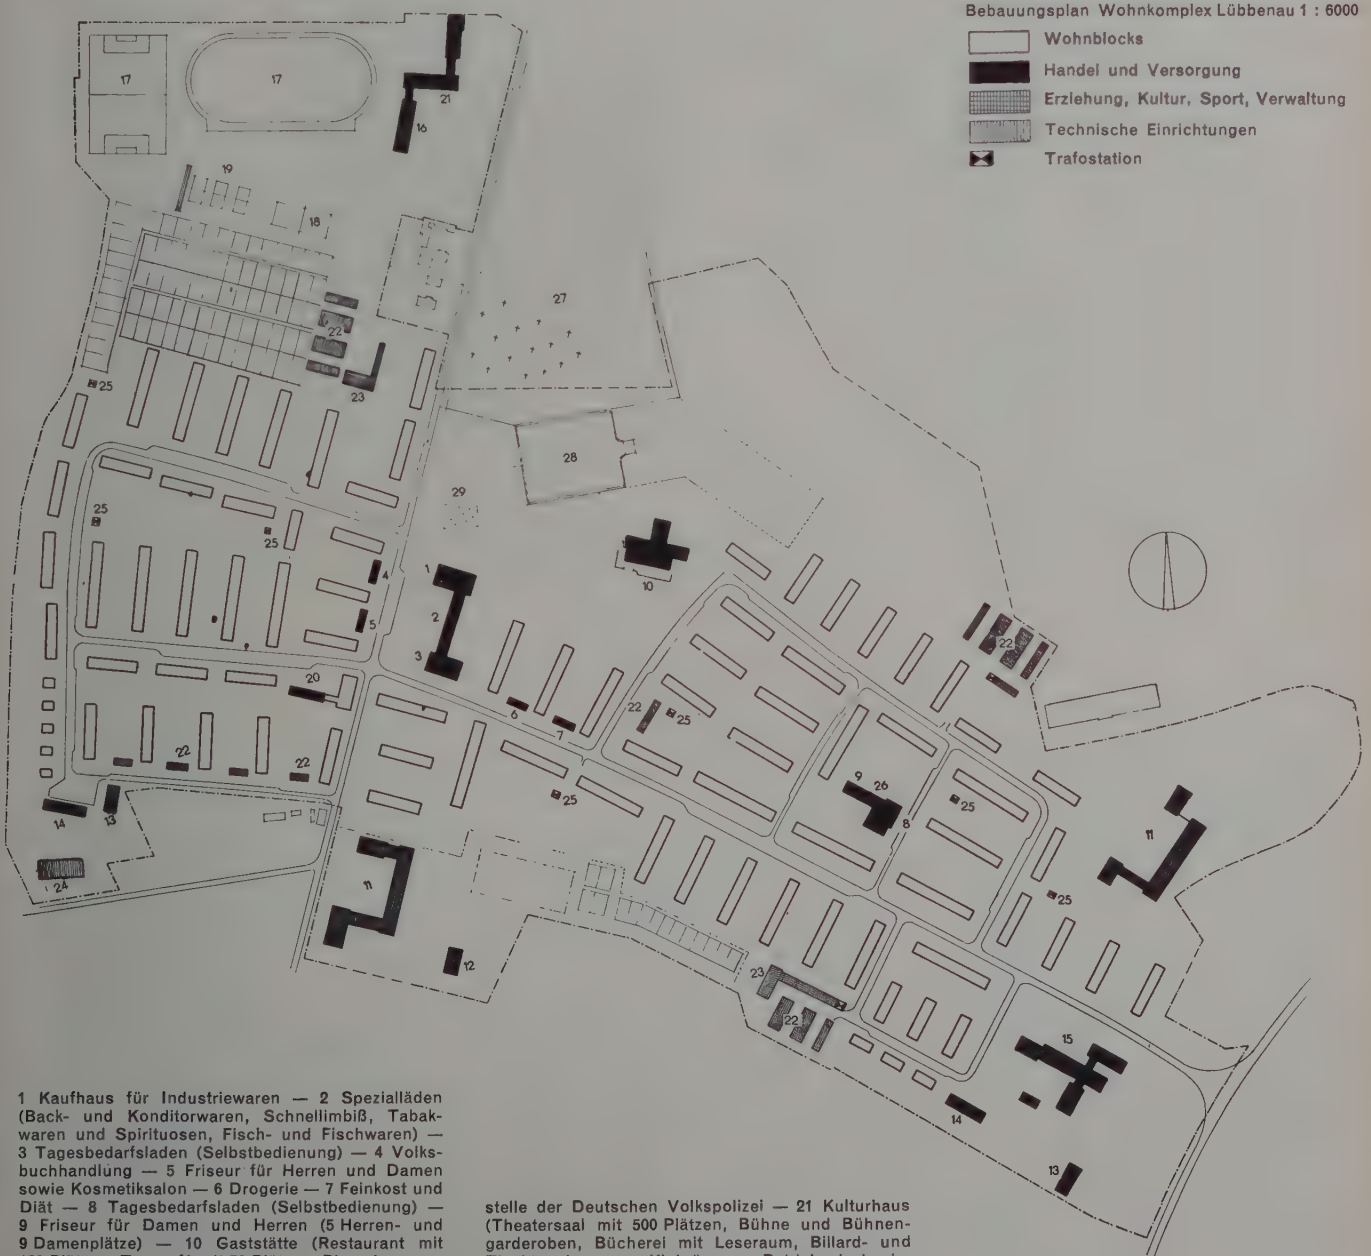 Bebauungsplan Wohnkomplex Lübbenau 1 : 6000
Wohnblocks
Handel und Versorgung
Erziehung, Kultur, Sport, Verwaltung
Technische Einrichtungen
Trafostation
17
17
21
16
19
18
27
22
23
25
28
29
25
25
4
5
1
2
3
10
22
20
6
7
22
25
22
22
9
26
8
25
25
14
13
24
11
12
11
25
23
22
15
14
13
1 Kaufhaus für Industriewaren — 2 Spezialläden
(Back- und Konditorwaren, Schnellimbiß, Tabak-
waren und Spirituosen, Fisch- und Fischwaren) —
3 Tagesbedarfsladen (Selbstbedienung) — 4 Volks-
buchhandlung — 5 Friseur für Herren und Damen
sowie Kosmetiksalon — 6 Drogerie — 7 Feinkost und
Diät — 8 Tagesbedarfsladen (Selbstbedienung) —
9 Friseur für Damen und Herren (5 Herren- und
9 Damenplätze) — 10 Gaststätte (Restaurant mit
stelle der Deutschen Volkspolizei — 21 Kulturhaus
(Theatersaal mit 500 Plätzen, Bühne und Bühnen-
garderoben, Bücherei mit Leseraum, Billard- und